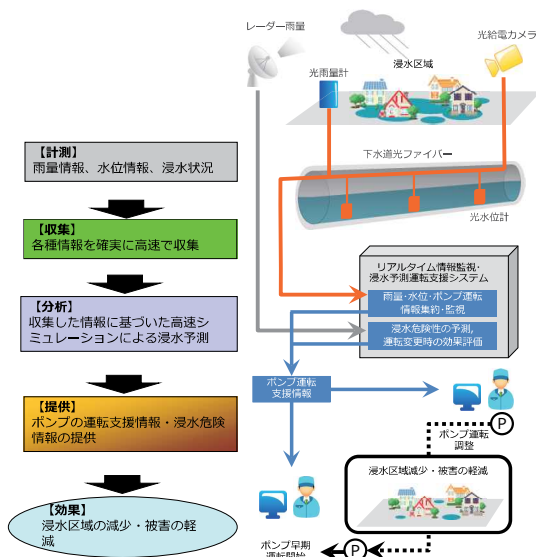 【計測】
雨量情報、水位情報、浸水状況
【収集】
各種情報を確実に高速で収集
【分析】
収集した情報に基づいた高速シ
ミュレーションによる浸水予測
【提供】
ポンプの運転支援情報・浸水危険
情報の提供
【効果】
浸水区域の減少・被害の軽
減
レーダー雨量
光給電カメラ
光雨量計
浸水区域
下水道光ファイバー
光水位計
リアルタイム情報監視・
浸水予測運転支援システム
雨量・水位・ポンプ運転
情報集約・監視
浸水危険性の予測,
運転変更時の効果評価
ポンプ運転
支援情報
P
ポンプ運転
調整
浸水区域減少・被害の軽減
ポンプ早期
運転開始
P